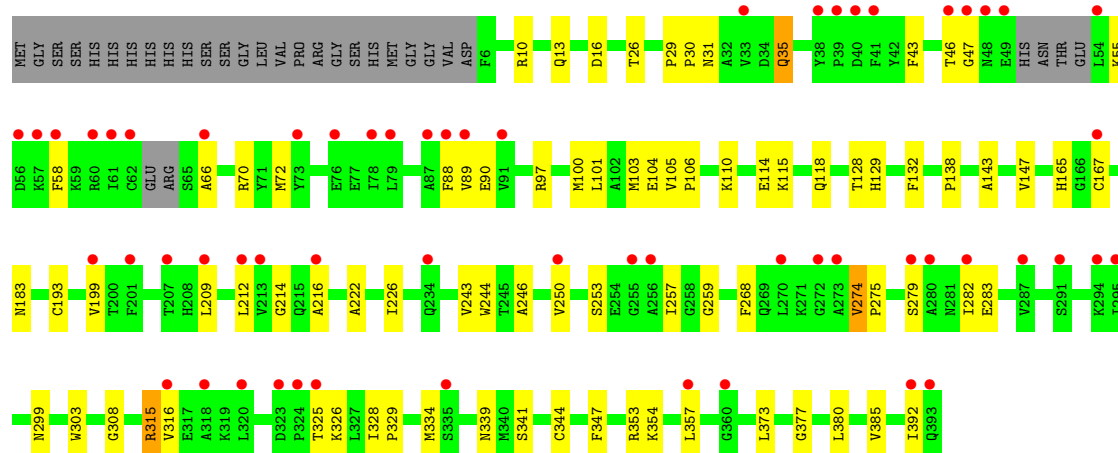 MET GLY SER SER HIS HIS HIS HIS HIS HIS SER SER GLY LEU VAL PRO ARG GLY SER HIS MET GLY GLY VAL ASP F6 R10 Q13 D16 T26 P29 P30 N31 A32 V33 D34 Q35 Y38 P39 D40 F41 Y42 F43 T46 G47 N48 E49 HIS ASN THR GLU L54 K55
D56 K57 F58 K59 R60 I61 C62 GLU ARG S65 A66 R70 Y71 M72 Y73 E76 E77 I78 L79 A87 F88 V89 E90 V91 R97 M100 L101 A102 M103 E104 V105 P106 K110 E114 K115 Q118 T128 H129 F132 P138 A143 V147 H165 G166 C167
N183 C193 V199 T200 F201 T207 H208 L209 L212 V213 G214 Q215 A216 A222 I226 Q234 V243 W244 T245 A246 V250 S253 E254 G255 A256 I257 G258 G259 F268 Q269 L270 K271 G272 A273 V274 P275 S279 A280 N281 I282 E283 V287 S291 K294
N299 W303 G308 R315 V316 E317 A318 K319 L320 D323 P324 T325 K326 L327 I328 P329 M334 S335 N339 M340 S341 C344 F347 R353 K354 L357 G360 L373 G377 L380 V385 I392 Q393